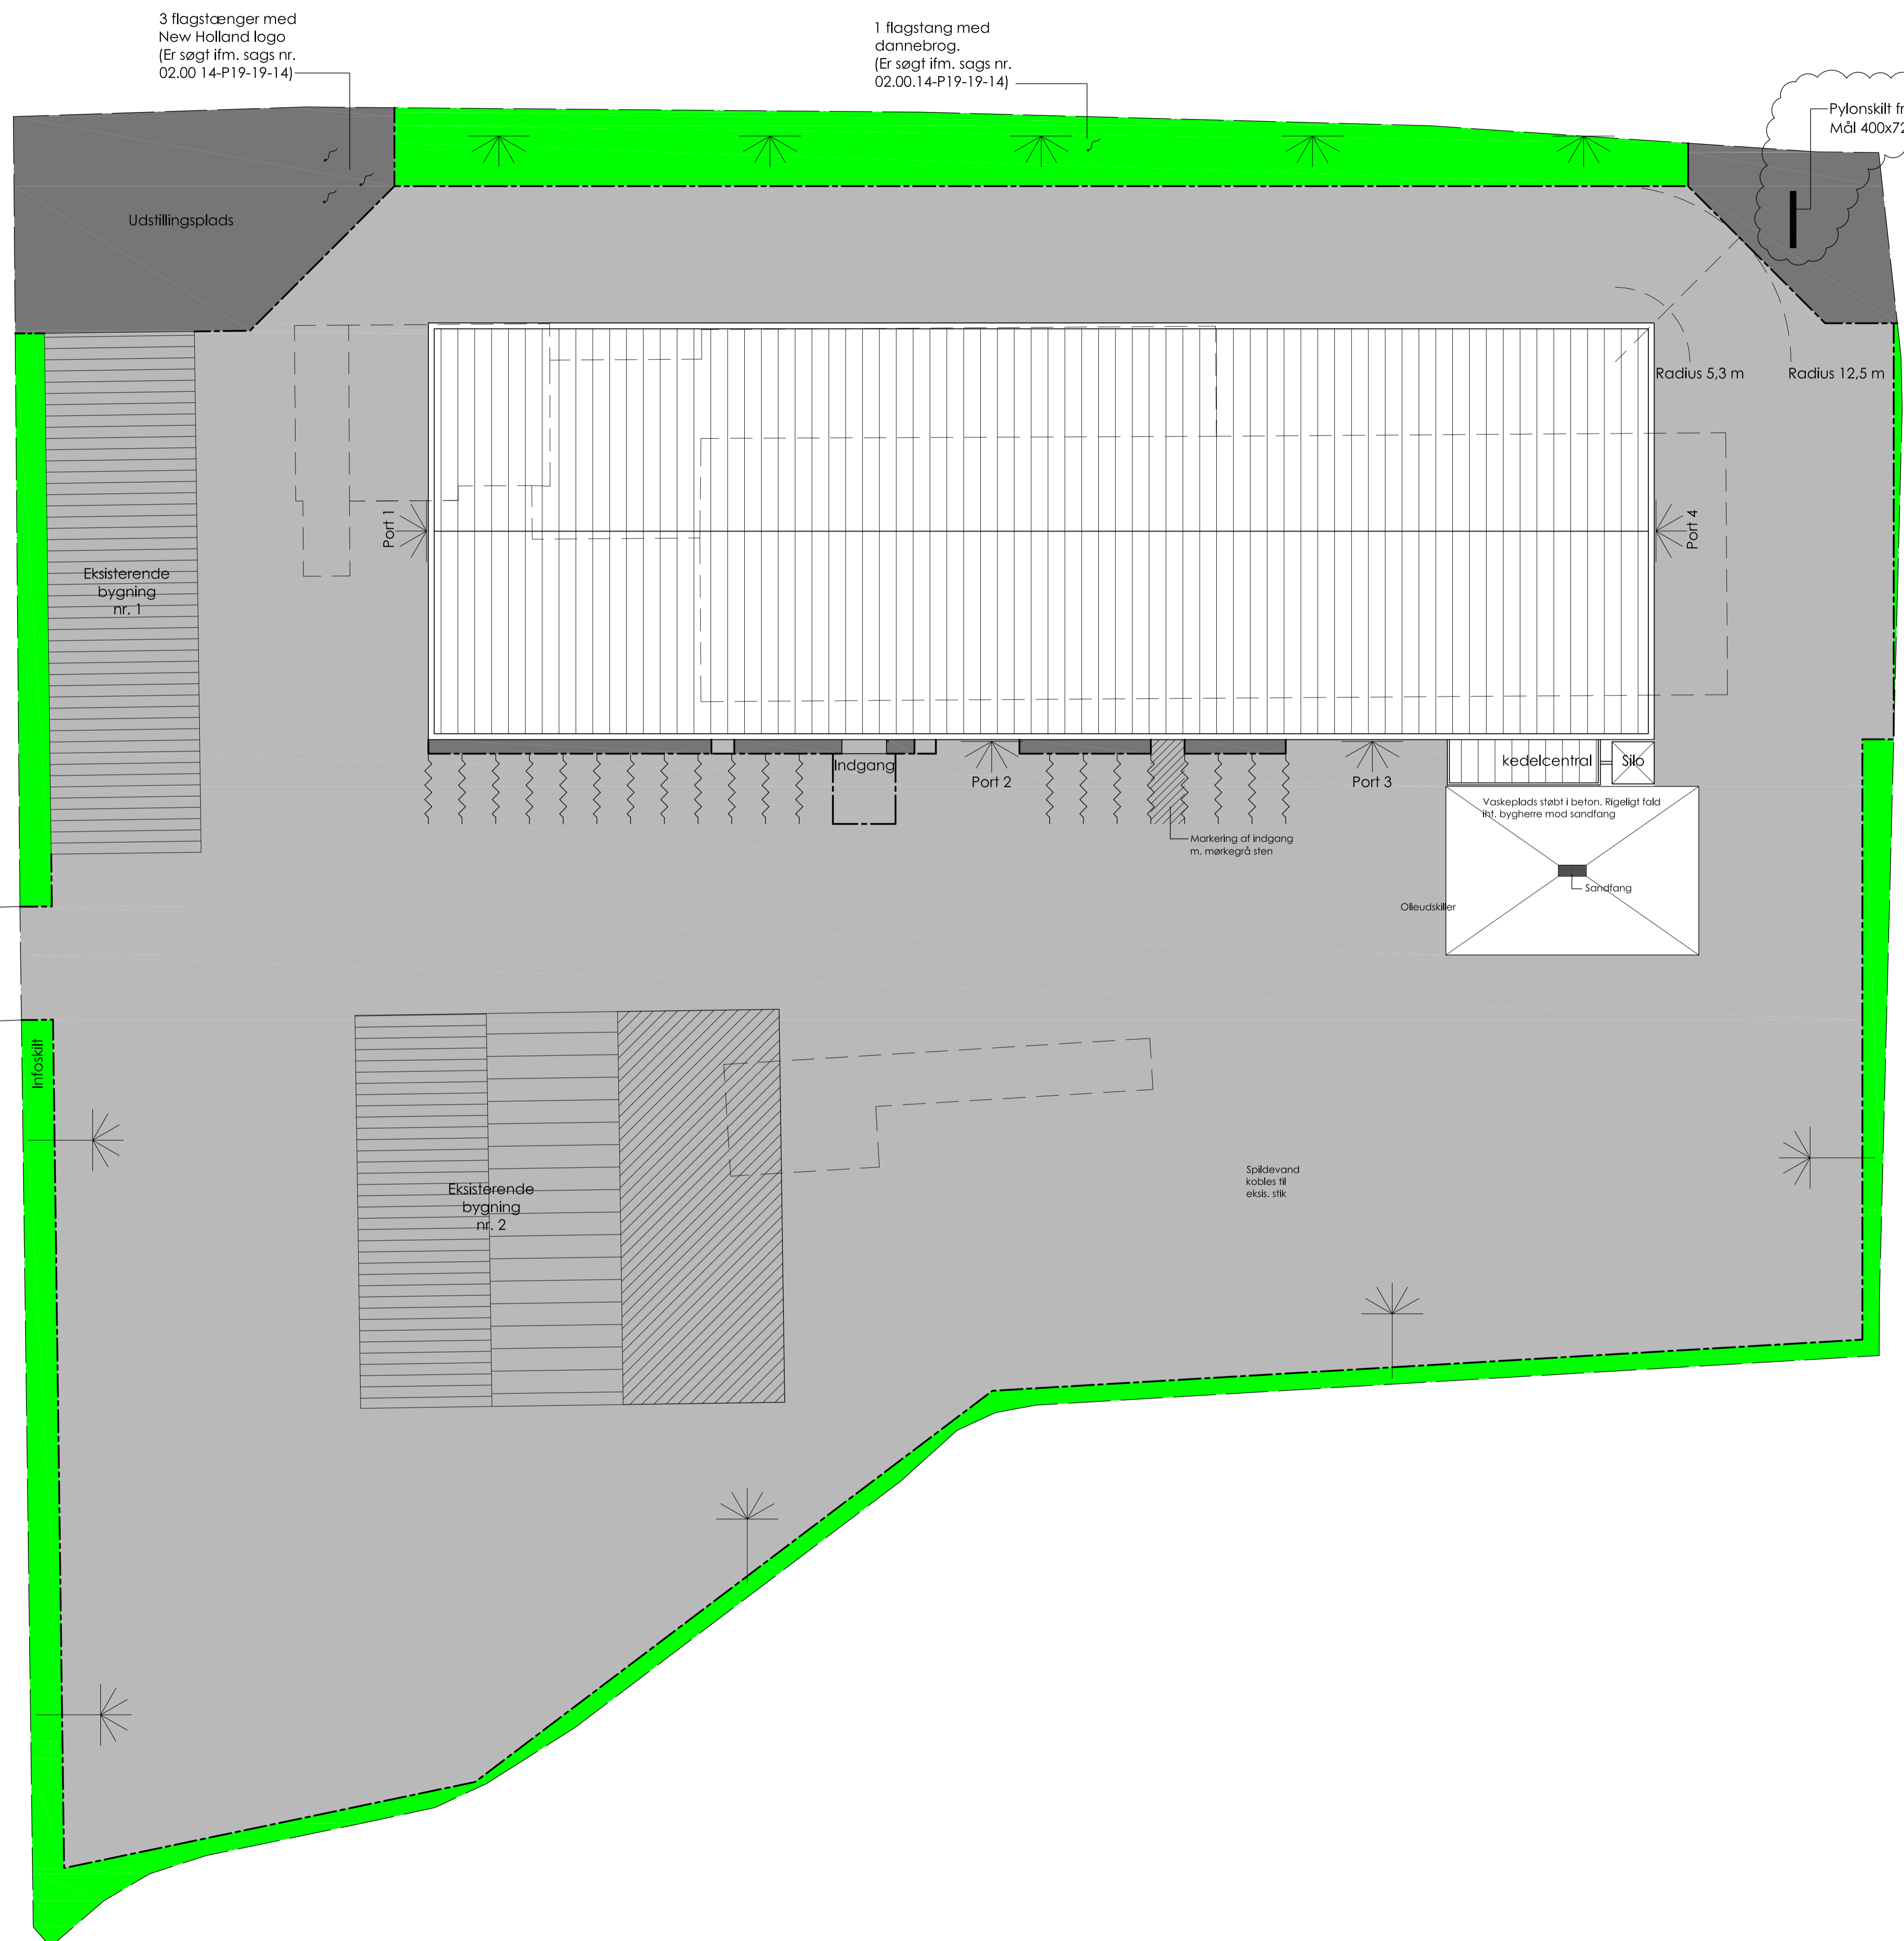 3 flagstænger med
New Holland logo
(Er søgt ifm. sags nr.
02.00 14-P19-19-14)
1 flagstang med
dannebrog.
(Er søgt ifm. sags nr.
02.00.14-P19-19-14)
Pylonskilt
Mål
Udstillingsplads
Radius 5,3 m
Radius 12,5 m
Port 1
Port 4
Eksisterende
bygning
nr. 1
Indgang
Port 2
Port 3
kedelcentral
Silo
Vaskeplads støbt i beton. Rigeligt fald
iht. bygherre mod sandfang
Markering af indgang
m. mørkegrå sten
Sandfang
Olieudskiller
Infoskilt
Eksisterende
bygning
nr. 2
Spildevand
kobles til
eksis. stik